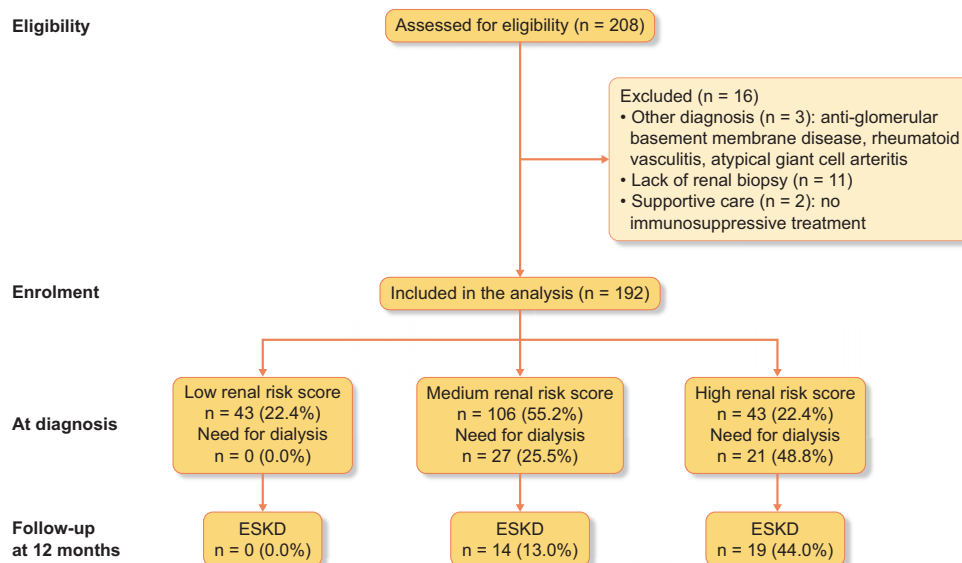 Eligibility
Assessed for eligibility (n = 208)
Excluded (n = 16)
• Other diagnosis (n = 3): anti-glomerular
basement membrane disease, rheumatoid
vasculitis, atypical giant cell arteritis
• Lack of renal biopsy (n = 11)
• Supportive care (n = 2): no
immunosuppressive treatment
Enrolment
Included in the analysis (n = 192)
At diagnosis
Low renal risk score
n = 43 (22.4%)
Need for dialysis
n = 0 (0.0%)
Medium renal risk score
n = 106 (55.2%)
Need for dialysis
n = 27 (25.5%)
High renal risk score
n = 43 (22.4%)
Need for dialysis
n = 21 (48.8%)
Follow-up
at 12 months
ESKD
n = 0 (0.0%)
ESKD
n = 14 (13.0%)
ESKD
n = 19 (44.0%)